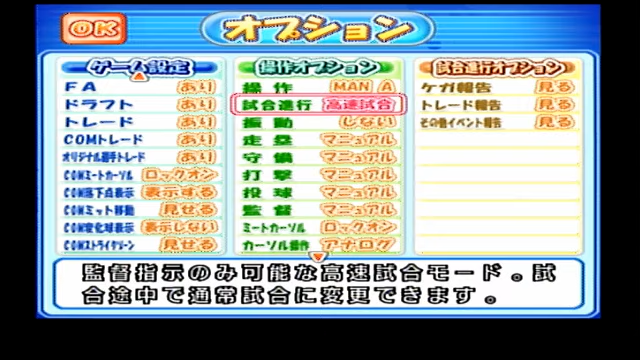 OK
オプション
ゲーム設定
FA あり
ドラフト あり
トレード あり
COMトレード あり
オリジナル選手トレード あり
COMミートカーソル ロックオン
COM落下点表示 表示する
COMミット移動 見せる
COM変化球表示 表示しない
COMストライクゾーン 見せる
操作オプション
操作 MAN A
試合進行 高速試合
振動 しない
走塁 マニュアル
守備 マニュアル
打撃 マニュアル
投球 マニュアル
監督 マニュアル
ミートカーソル ロックオン
カーソル操作 アナログ
試合進行オプション
ケガ報告 見る
トレード報告 見る
その他イベント報告 見る
監督指示のみ可能な高速試合モード。試
合途中で通常試合に変更できます。